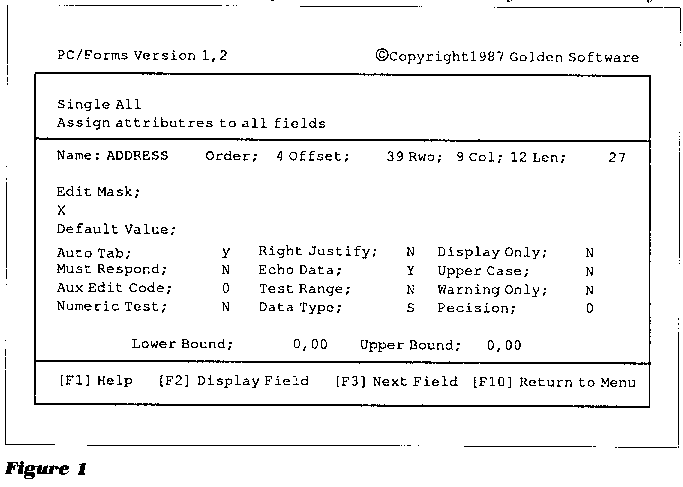 PC/Forms Version 1,2 ©Copyright1987 Golden Software
Single All
Assign attributres to all fields
Name: ADDRESS Order; 4 Offset; 39 Rwo; 9 Col; 12 Len; 27
Edit Mask;
X
Default Value;
Auto Tab; Y Right Justify; N Display Only; N
Must Respond; N Echo Data; Y Upper Case; N
Aux Edit Code; 0 Test Range; N Warning Only; N
Numeric Test; N Data Type; S Pecision; 0
Lower Bound; 0,00 Upper Bound; 0,00
[F1] Help [F2] Display Field [F3] Next Field [F10] Return to Menu
Figure 1